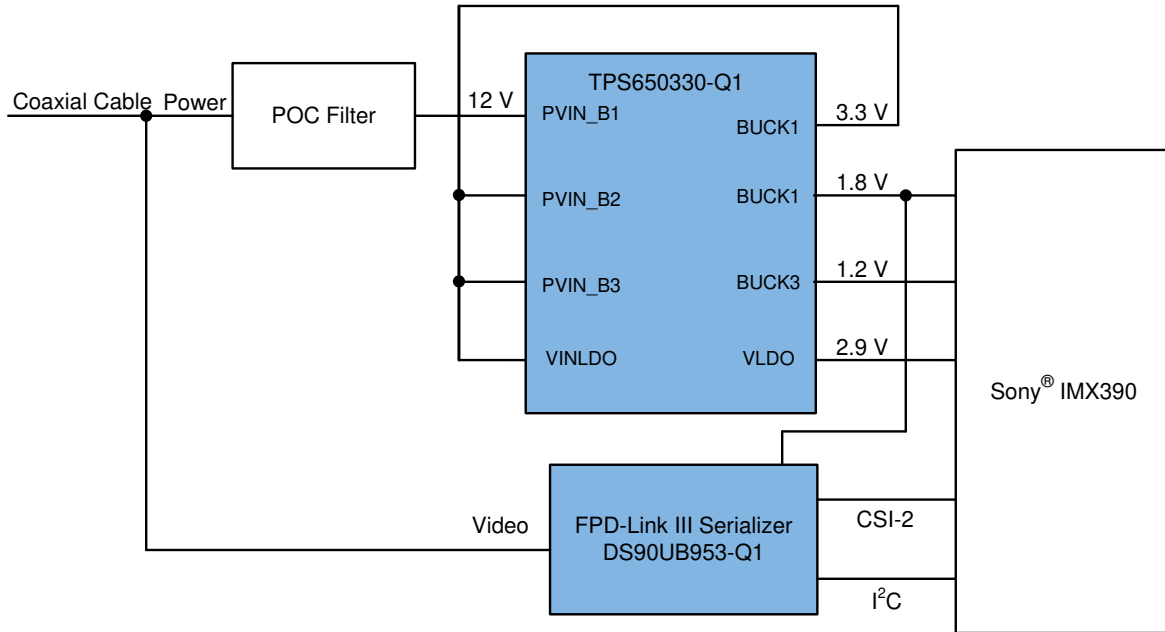 TPS650330-Q1
Coaxial Cable Power
POC Filter
12 V
PVIN_B1
BUCK1
3.3 V
PVIN_B2
BUCK1
1.8 V
PVIN_B3
BUCK3
1.2 V
VINLDO
VLDO
2.9 V
Sony® IMX390
Video
FPD-Link III Serializer
DS90UB953-Q1
CSI-2
I²C